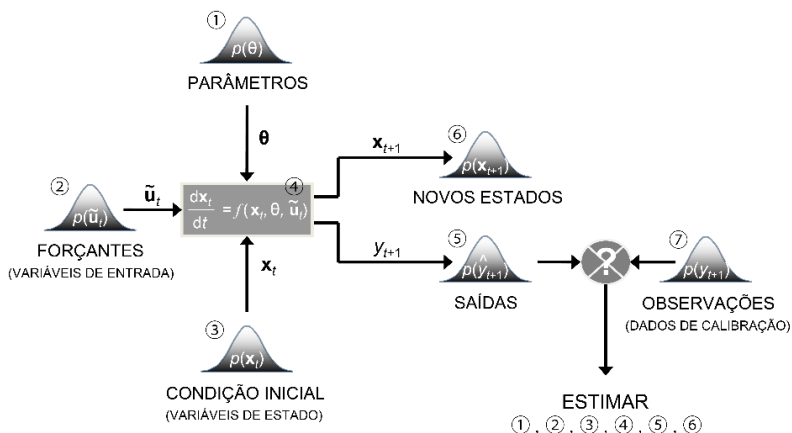 ①
p(θ)
PARÂMETROS
θ
②
p(ũₜ)
FORÇANTES
(VARIÁVEIS DE ENTRADA)
ũₜ
④
dxₜ/dt = f(xₜ, θ, ũₜ)
xₜ
③
p(xₜ)
CONDIÇÃO INICIAL
(VARIÁVEIS DE ESTADO)
xₜ₊₁
⑥
p(xₜ₊₁)
NOVOS ESTADOS
yₜ₊₁
⑤
p(ŷₜ₊₁)
SAÍDAS
?
⑦
p(yₜ₊₁)
OBSERVAÇÕES
(DADOS DE CALIBRAÇÃO)
ESTIMAR
①, ②, ③, ④, ⑤, ⑥